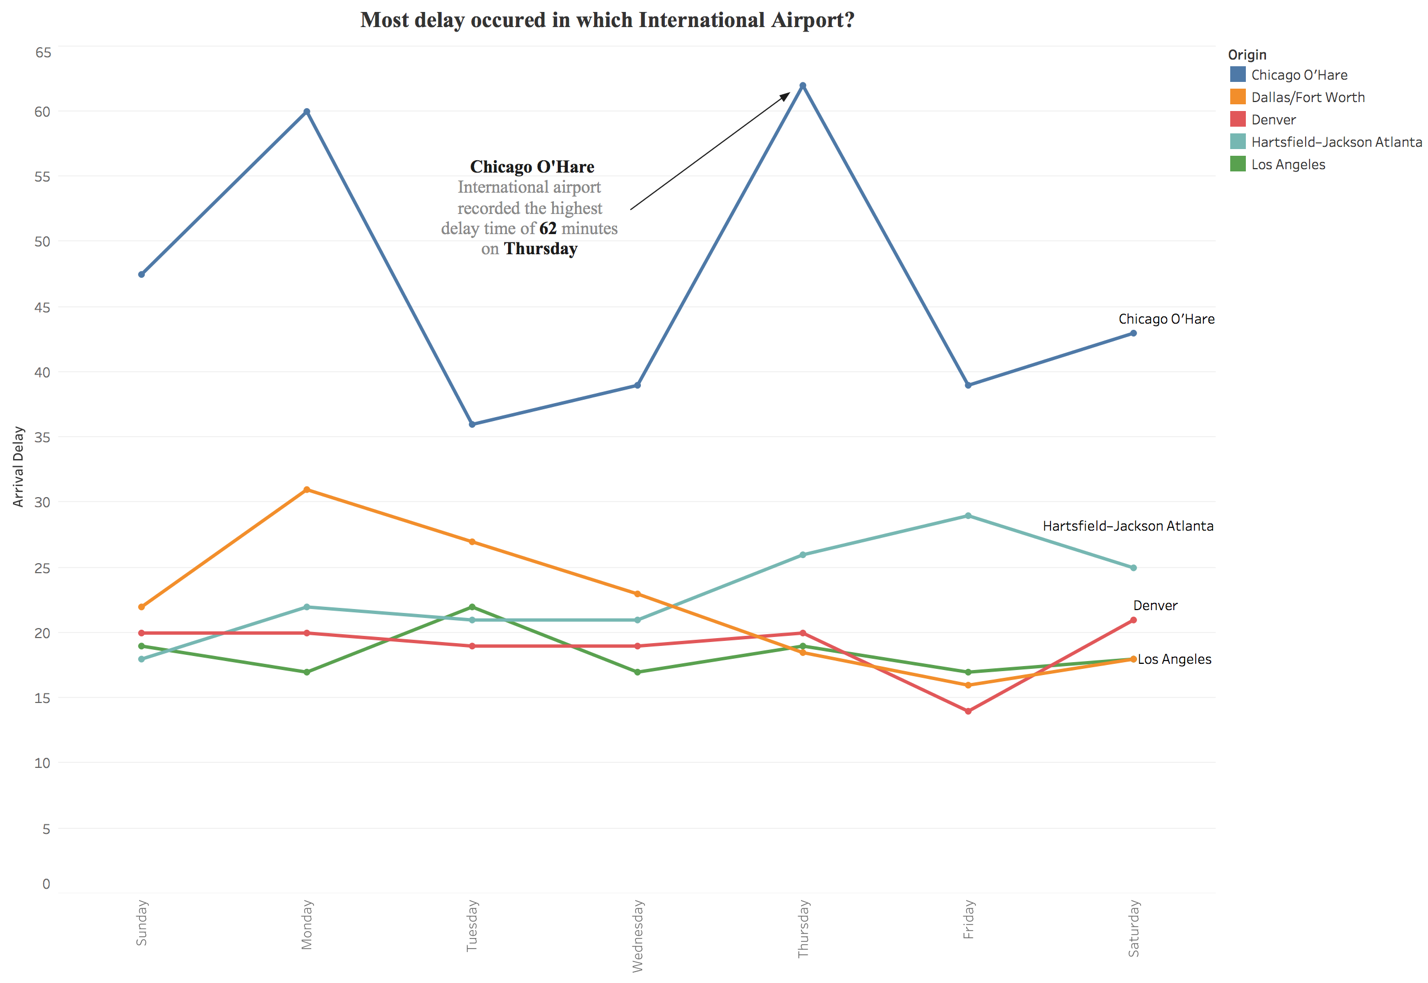 Most delay occured in which International Airport?
Origin
Chicago O'Hare
Dallas/Fort Worth
Denver
Hartsfield–Jackson Atlanta
Los Angeles
Arrival Delay
65
60
55
50
45
40
35
30
25
20
15
10
5
0
Chicago O'Hare
International airport
recorded the highest
delay time of 62 minutes
on Thursday
Chicago O'Hare
Hartsfield–Jackson Atlanta
Denver
Los Angeles
Sunday
Monday
Tuesday
Wednesday
Thursday
Friday
Saturday